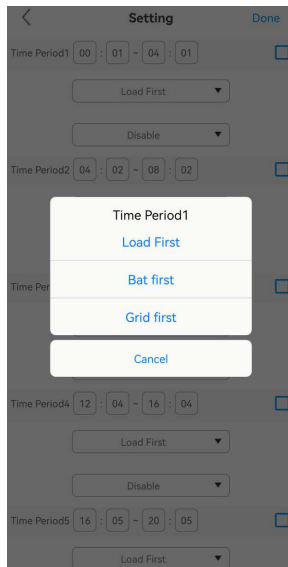 Setting Done
Time Period1 00 : 01 ~ 04 : 01
Load First
Disable
Time Period2 04 : 02 ~ 08 : 02
Time Period1
Load First
Bat first
Time Per
Grid first
Cancel
Time Period4 12 : 04 ~ 16 : 04
Load First
Disable
Time Period5 16 : 05 ~ 20 : 05
Load First